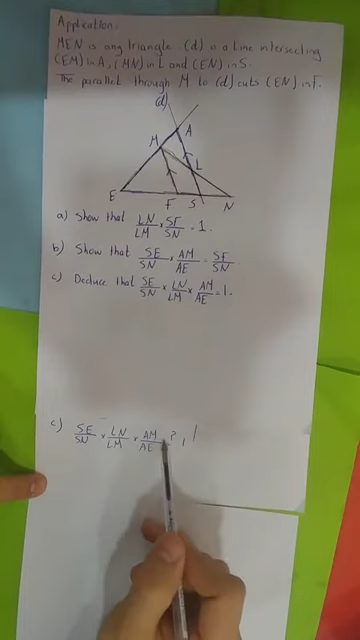 Application:
MEN is any triangle. (d) is a line intersecting
(EM) in A, (MN) in L and (EN) in S.
The parallel through M to (d) cuts (EN) in F.
(d)
A
M
L
E F S N
a) Show that LN/LM × SF/SN = 1.
b) Show that SE/SN × AM/AE = SF/SN
c) Deduce that SE/SN × LN/LM × AM/AE = 1.
c) SE/SN × LN/LM × AM/AE ? 1